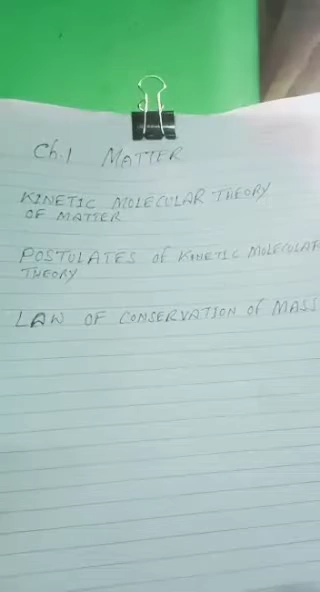 Ch.1 MATTER
KINETIC MOLECULAR THEORY
OF MATTER
POSTULATES of KINETIC MOLECULAR
THEORY
LAW OF CONSERVATION of MASS